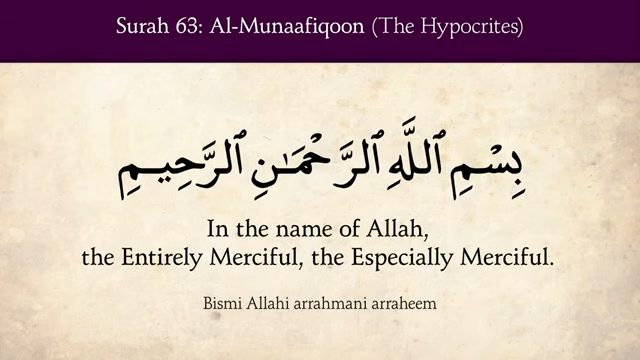 Surah 63: Al-Munaafiqoon (The Hypocrites)
بِسْمِ ٱللَّهِ ٱلرَّحْمَـٰنِ ٱلرَّحِيمِ
In the name of Allah,
the Entirely Merciful, the Especially Merciful.
Bismi Allahi arrahmani arraheem